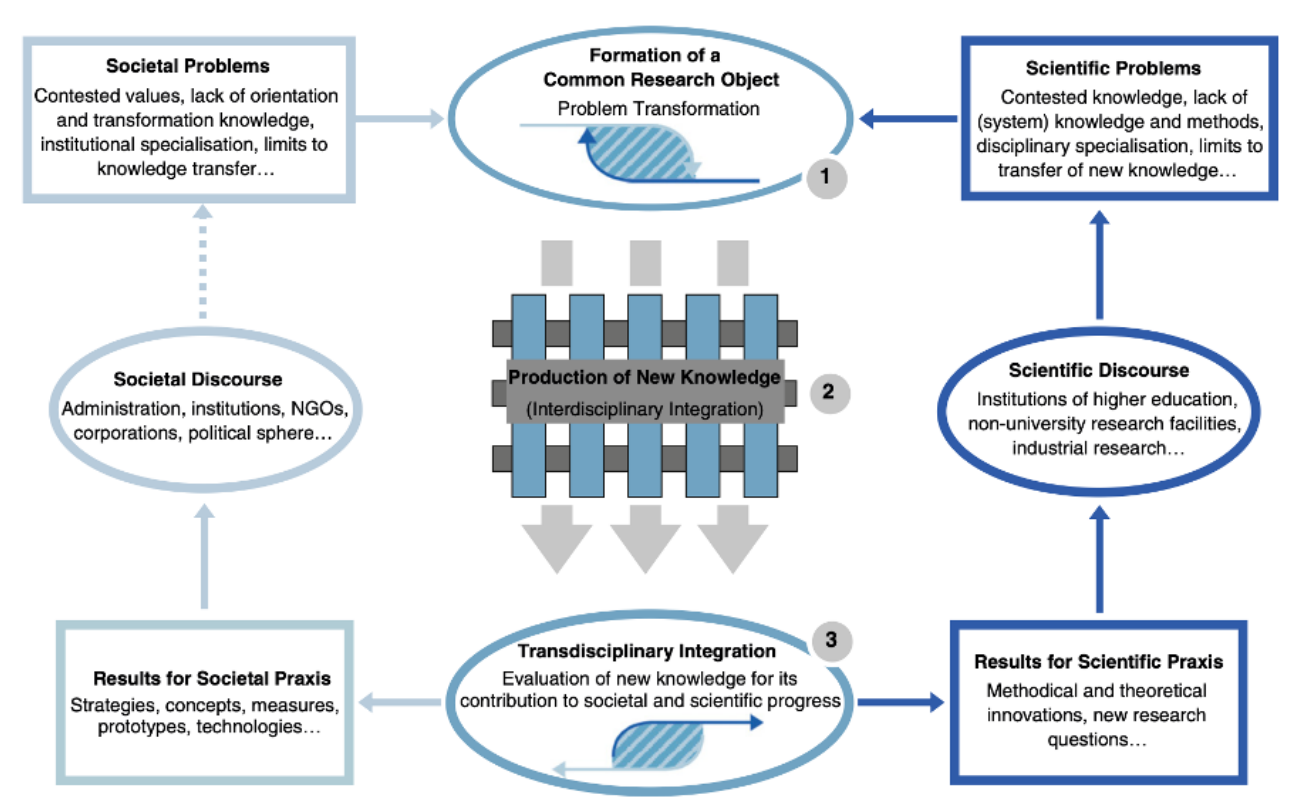 Societal Problems
Contested values, lack of orientation
and transformation knowledge,
institutional specialisation, limits to
knowledge transfer…
Formation of a
Common Research Object
Problem Transformation
1
Scientific Problems
Contested knowledge, lack of
(system) knowledge and methods,
disciplinary specialisation, limits to
transfer of new knowledge…
Societal Discourse
Administration, institutions, NGOs,
corporations, political sphere…
Production of New Knowledge
(Interdisciplinary Integration)
2
Scientific Discourse
Institutions of higher education,
non-university research facilities,
industrial research…
Results for Societal Praxis
Strategies, concepts, measures,
prototypes, technologies…
Transdisciplinary Integration
Evaluation of new knowledge for its
contribution to societal and scientific progress
3
Results for Scientific Praxis
Methodical and theoretical
innovations, new research
questions…